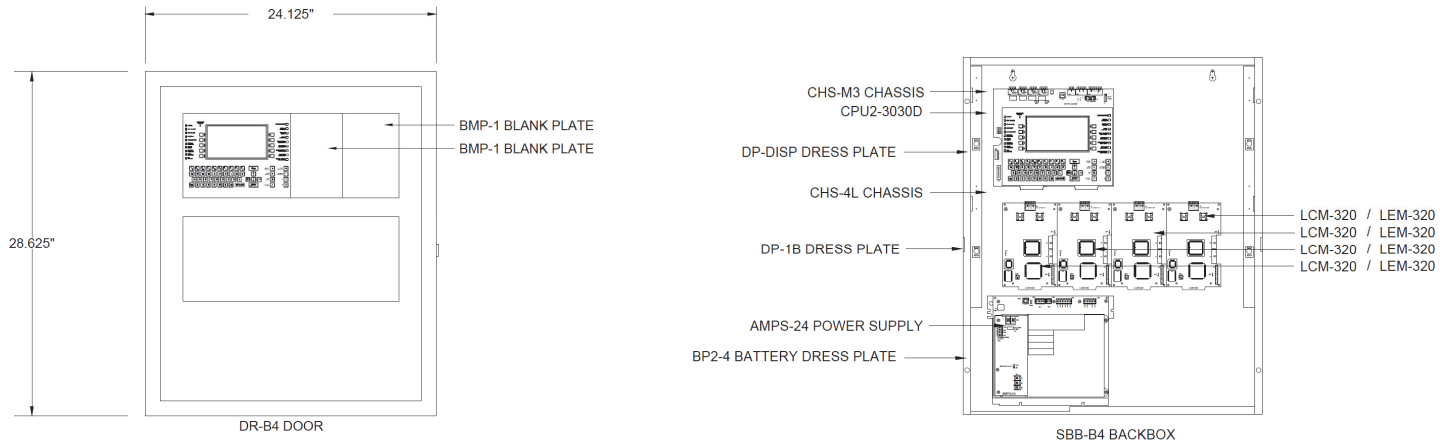 24.125"
28.625"
BMP-1 BLANK PLATE
BMP-1 BLANK PLATE
DR-B4 DOOR
CHS-M3 CHASSIS
CPU2-3030D
DP-DISP DRESS PLATE
CHS-4L CHASSIS
DP-1B DRESS PLATE
AMPS-24 POWER SUPPLY
BP2-4 BATTERY DRESS PLATE
LCM-320 / LEM-320
LCM-320 / LEM-320
LCM-320 / LEM-320
LCM-320 / LEM-320
AMPS-24
SBB-B4 BACKBOX